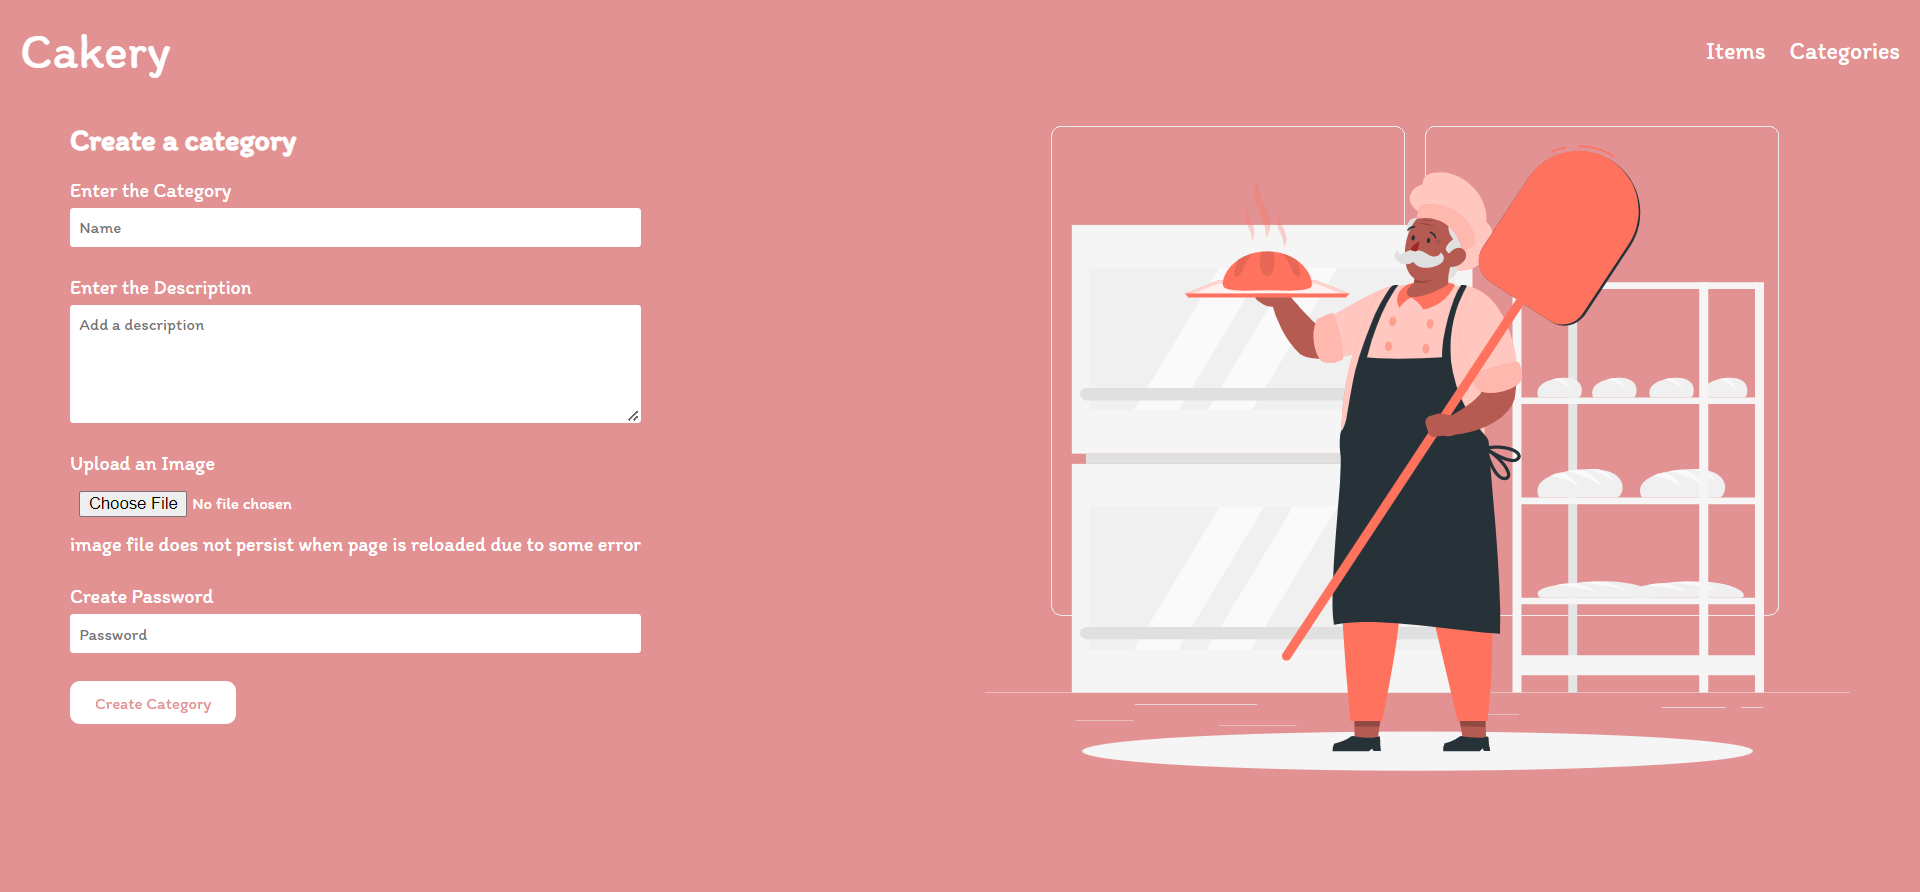 Cakery
Items Categories
Create a category
Enter the Category
Name
Enter the Description
Add a description
Upload an Image
Choose File No file chosen
image file does not persist when page is reloaded due to some error
Create Password
Password
Create Category